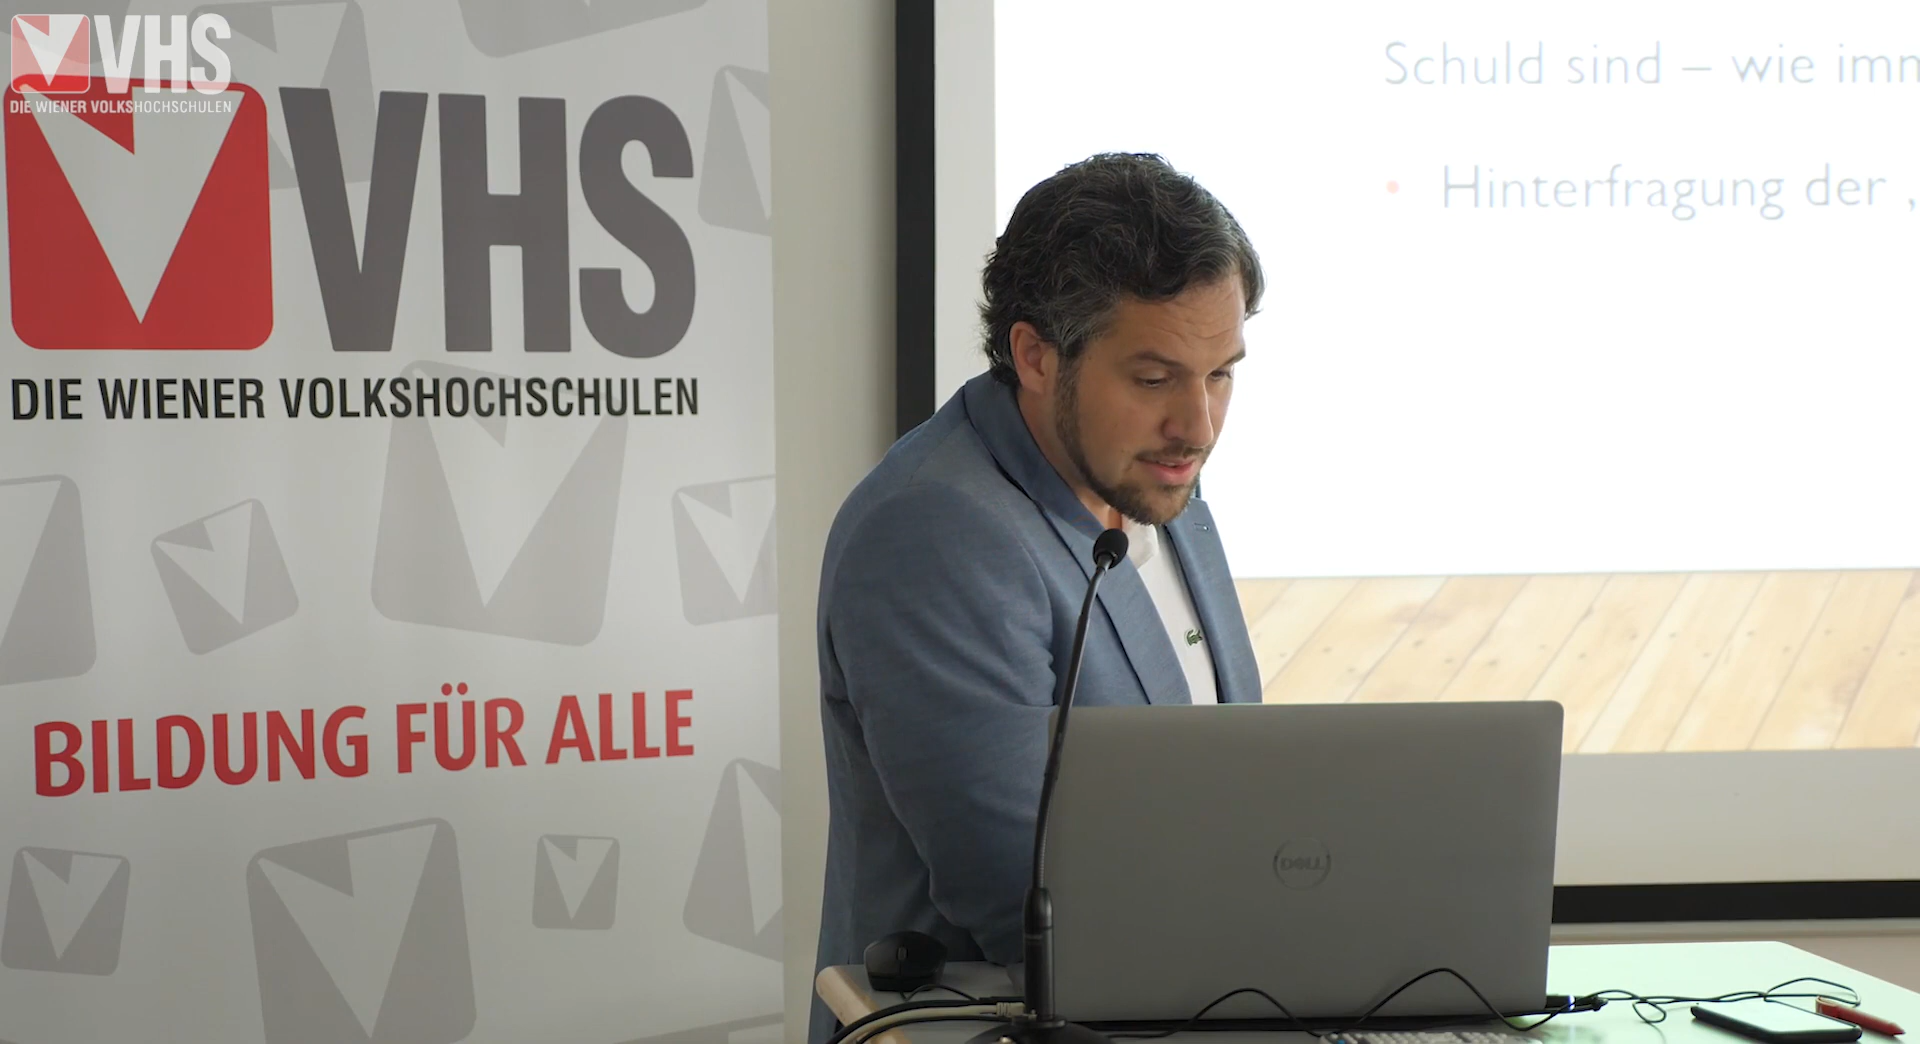 VHS
DIE WIENER VOLKSHOCHSCHULEN
VHS
DIE WIENER VOLKSHOCHSCHULEN
BILDUNG FÜR ALLE
Schuld sind – wie imm
• Hinterfragung der ‚
DELL